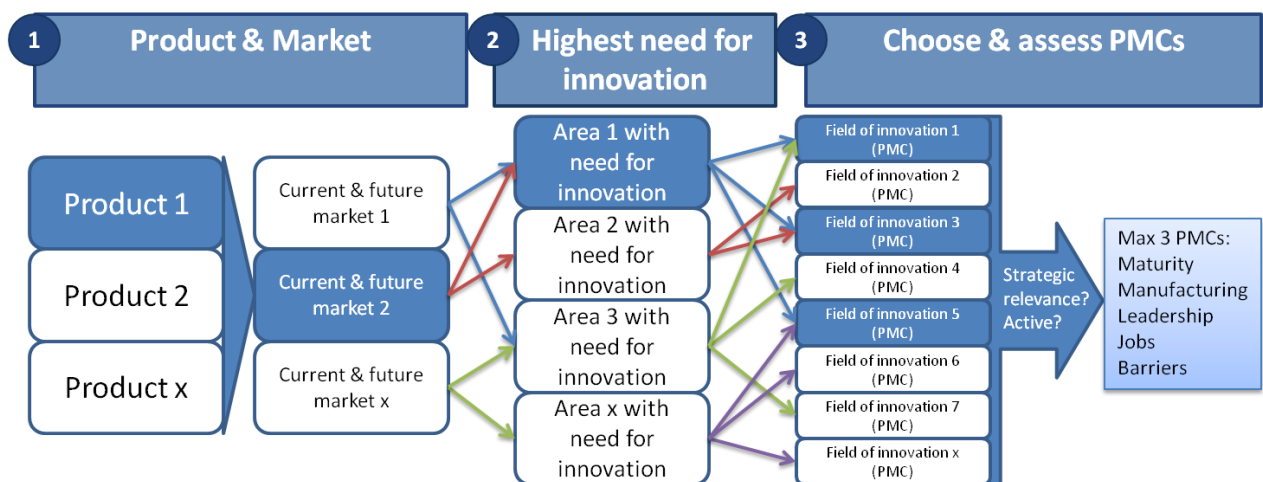 1
Product & Market
2
Highest need for
innovation
3
Choose & assess PMCs
Product 1
Product 2
Product x
Current & future
market 1
Current & future
market 2
Current & future
market x
Area 1 with
need for
innovation
Area 2 with
need for
innovation
Area 3 with
need for
innovation
Area x with
need for
innovation
Field of innovation 1
(PMC)
Field of innovation 2
(PMC)
Field of innovation 3
(PMC)
Field of innovation 4
(PMC)
Field of innovation 5
(PMC)
Field of innovation 6
(PMC)
Field of innovation 7
(PMC)
Field of innovation x
(PMC)
Strategic
relevance?
Active?
Max 3 PMCs:
Maturity
Manufacturing
Leadership
Jobs
Barriers